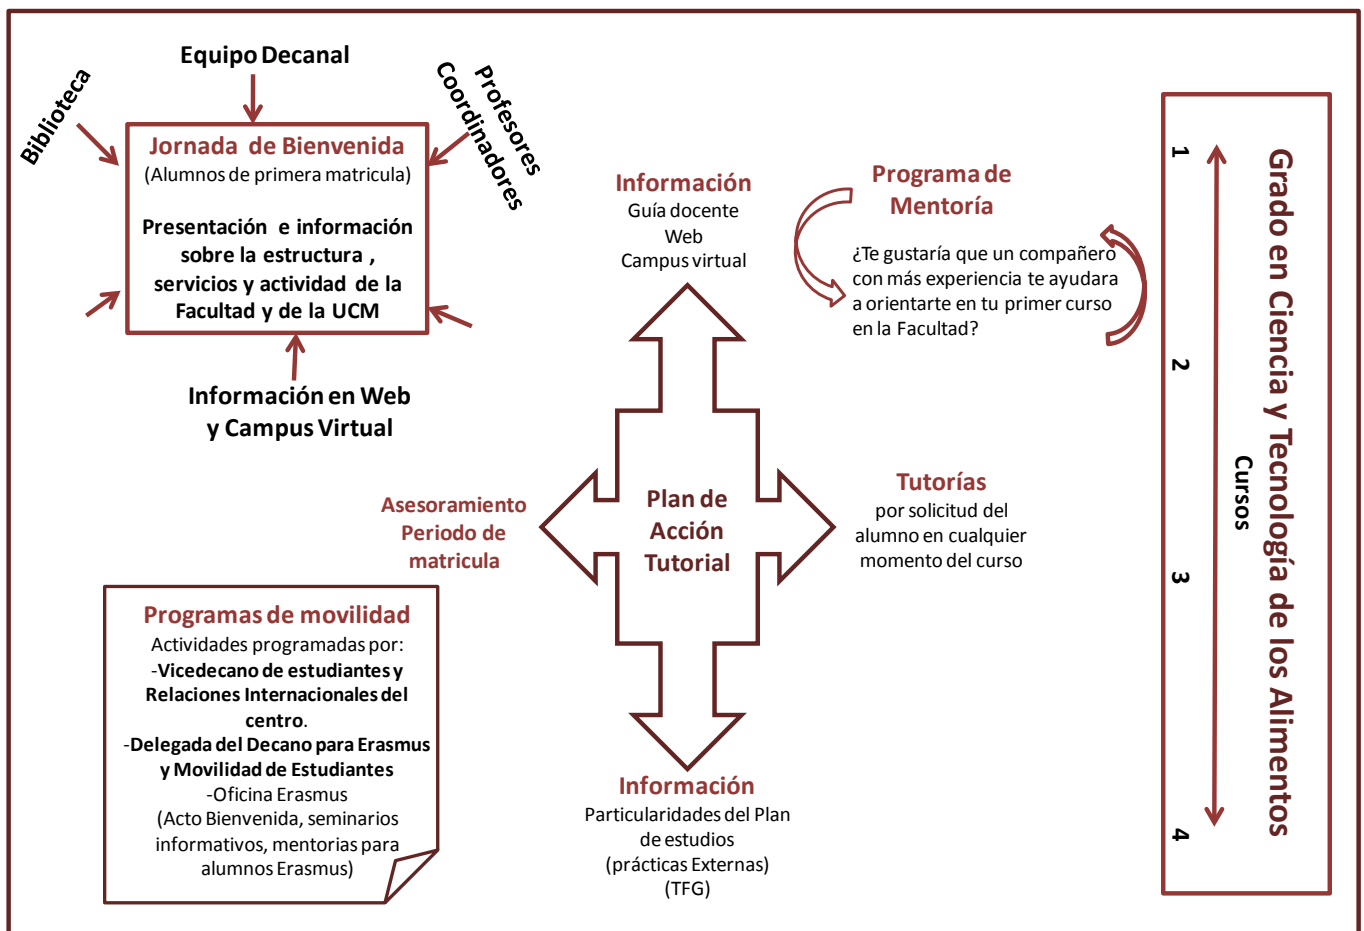 Equipo Decanal
Biblioteca
Profesores
Coordinadores
Jornada de Bienvenida
(Alumnos de primera matricula)
Presentación e información
sobre la estructura ,
servicios y actividad de la
Facultad y de la UCM
Información en Web
y Campus Virtual
Información
Guía docente
Web
Campus virtual
Programa de
Mentoría
¿Te gustaría que un compañero
con más experiencia te ayudara
a orientarte en tu primer curso
en la Facultad?
Asesoramiento
Periodo de
matricula
Plan de
Acción
Tutorial
Tutorías
por solicitud del
alumno en cualquier
momento del curso
Programas de movilidad
Actividades programadas por:
-Vicedecano de estudiantes y
Relaciones Internacionales del
centro.
-Delegada del Decano para Erasmus
y Movilidad de Estudiantes
-Oficina Erasmus
(Acto Bienvenida, seminarios
informativos, mentorias para
alumnos Erasmus)
Información
Particularidades del Plan
de estudios
(prácticas Externas)
(TFG)
Grado en Ciencia y Tecnología de los Alimentos
Cursos
1
2
3
4